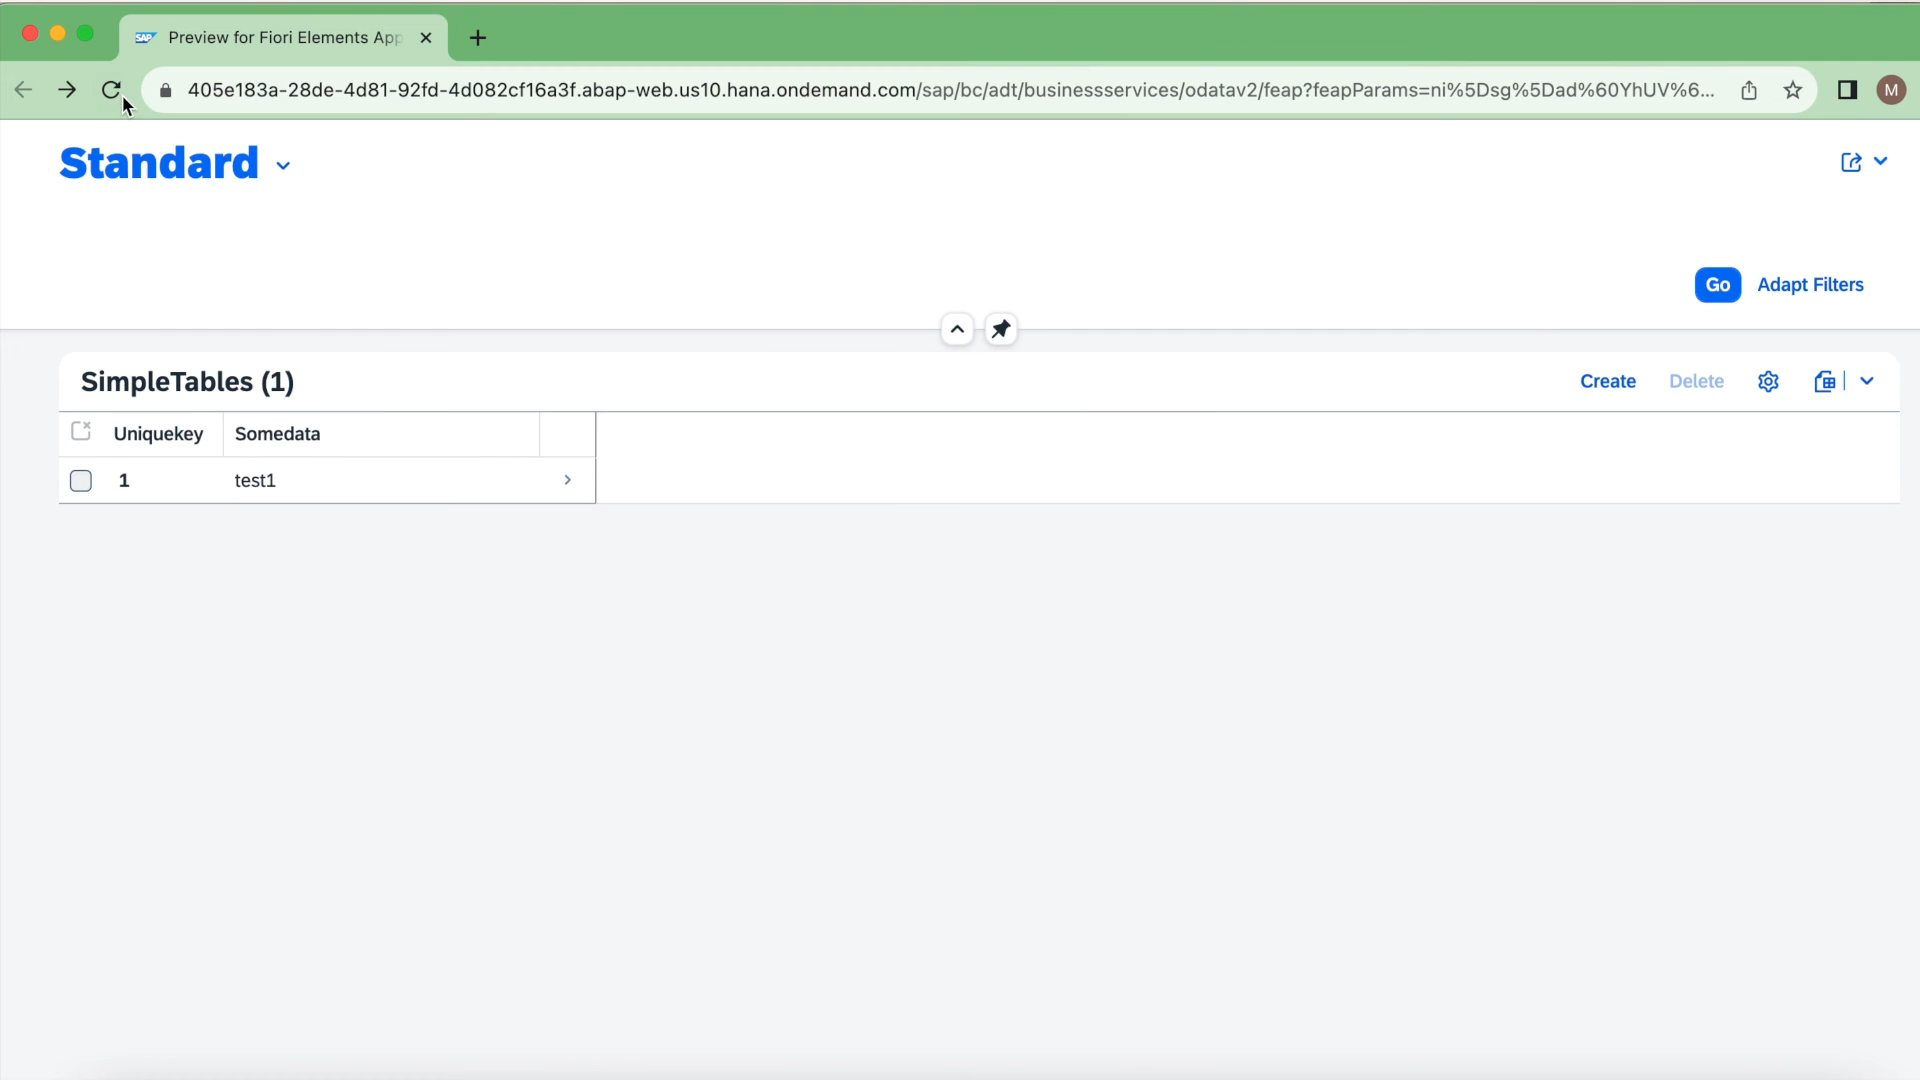 SAP Preview for Fiori Elements App
405e183a-28de-4d81-92fd-4d082cf16a3f.abap-web.us10.hana.ondemand.com/sap/bc/adt/businessservices/odatav2/feap?feapParams=ni%5Dsg%5Dad%60YhUV%6... M
Standard
Go Adapt Filters
SimpleTables (1) Create Delete
Uniquekey Somedata
1 test1